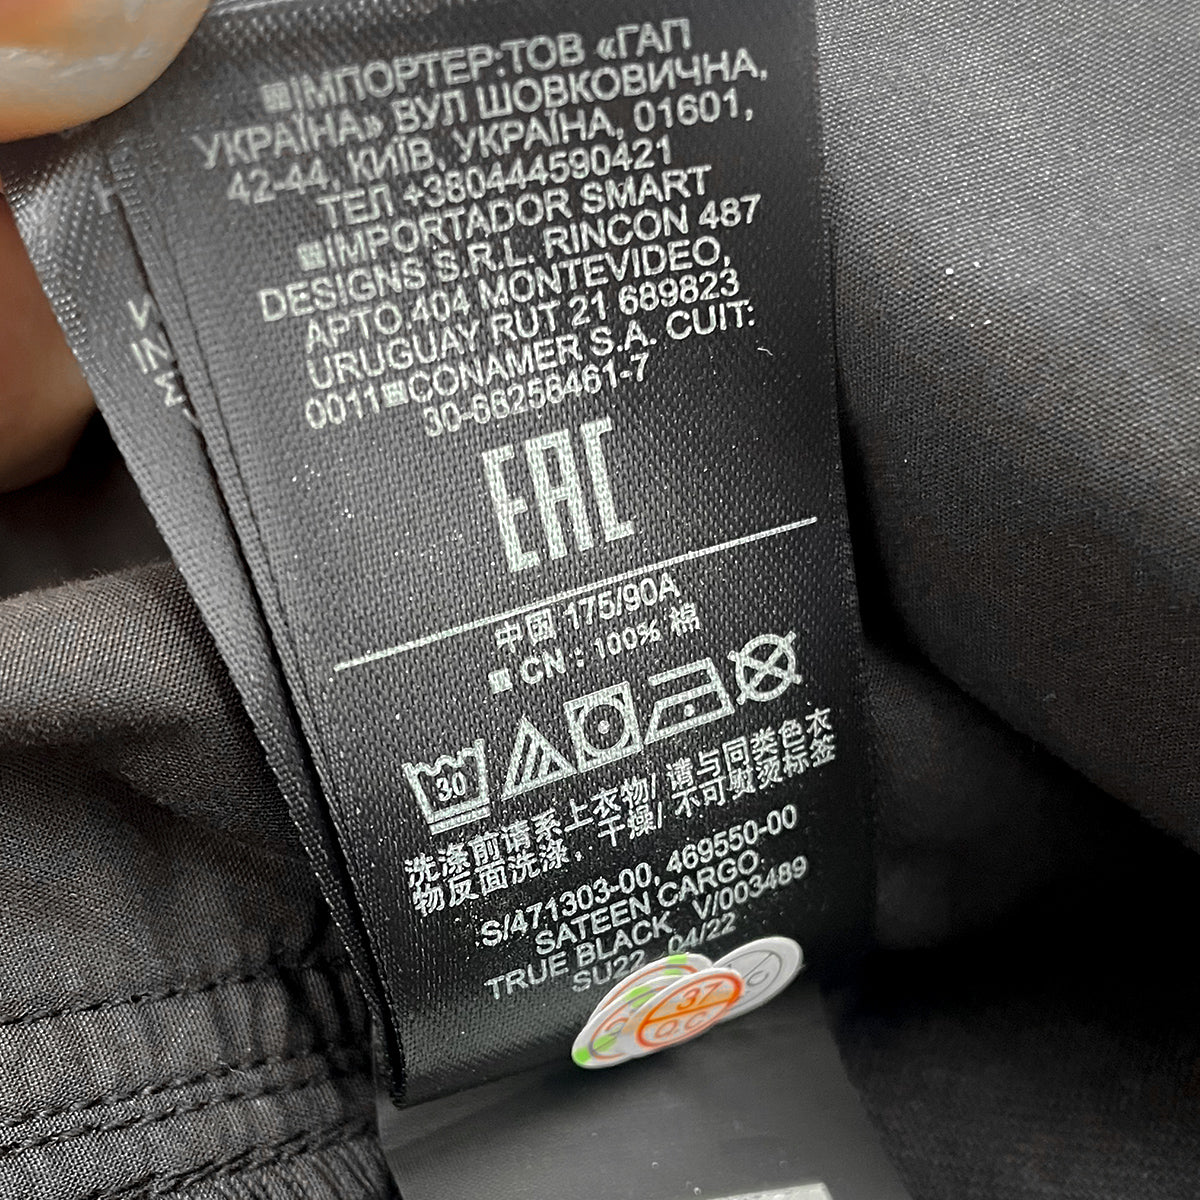 ІМПОРТЕР:ТОВ «ГАП
УКРАЇНА» ВУЛ ШОВКОВИЧНА,
42-44, КИЇВ, УКРАЇНА, 01601,
ТЕЛ +380444590421
IMPORTADOR SMART
DESIGNS S.R.L. RINCON 487
APTO.404 MONTEVIDEO,
URUGUAY RUT 21 689823
0011 CONAMER S.A. CUIT:
30-68258461-7
EAC
中国 175/90A
CN : 100% 棉
30
洗涤前请系上衣物/ 请与同类色衣
物反面洗涤，干燥/ 不可熨烫标签
S/471303-00, 469550-00
SATEEN CARGO,
TRUE BLACK, V/003489
SU22, 04/22
37
Q.C